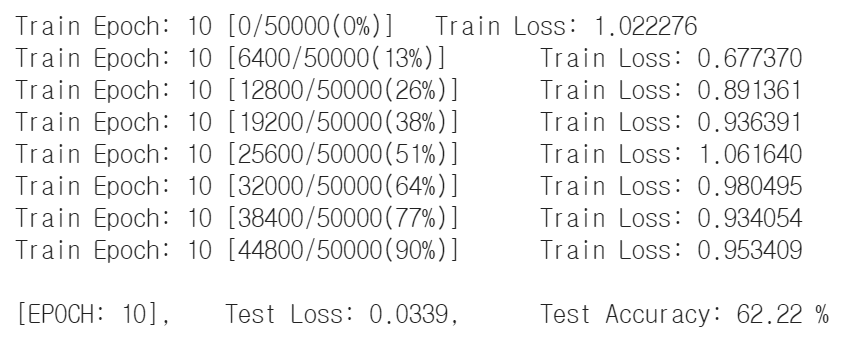 Train Epoch: 10 [0/50000(0%)]   Train Loss: 1.022276
Train Epoch: 10 [6400/50000(13%)]        Train Loss: 0.677370
Train Epoch: 10 [12800/50000(26%)]       Train Loss: 0.891361
Train Epoch: 10 [19200/50000(38%)]       Train Loss: 0.936391
Train Epoch: 10 [25600/50000(51%)]       Train Loss: 1.061640
Train Epoch: 10 [32000/50000(64%)]       Train Loss: 0.980495
Train Epoch: 10 [38400/50000(77%)]       Train Loss: 0.934054
Train Epoch: 10 [44800/50000(90%)]       Train Loss: 0.953409
[EPOCH: 10],    Test Loss: 0.0339,       Test Accuracy: 62.22 %